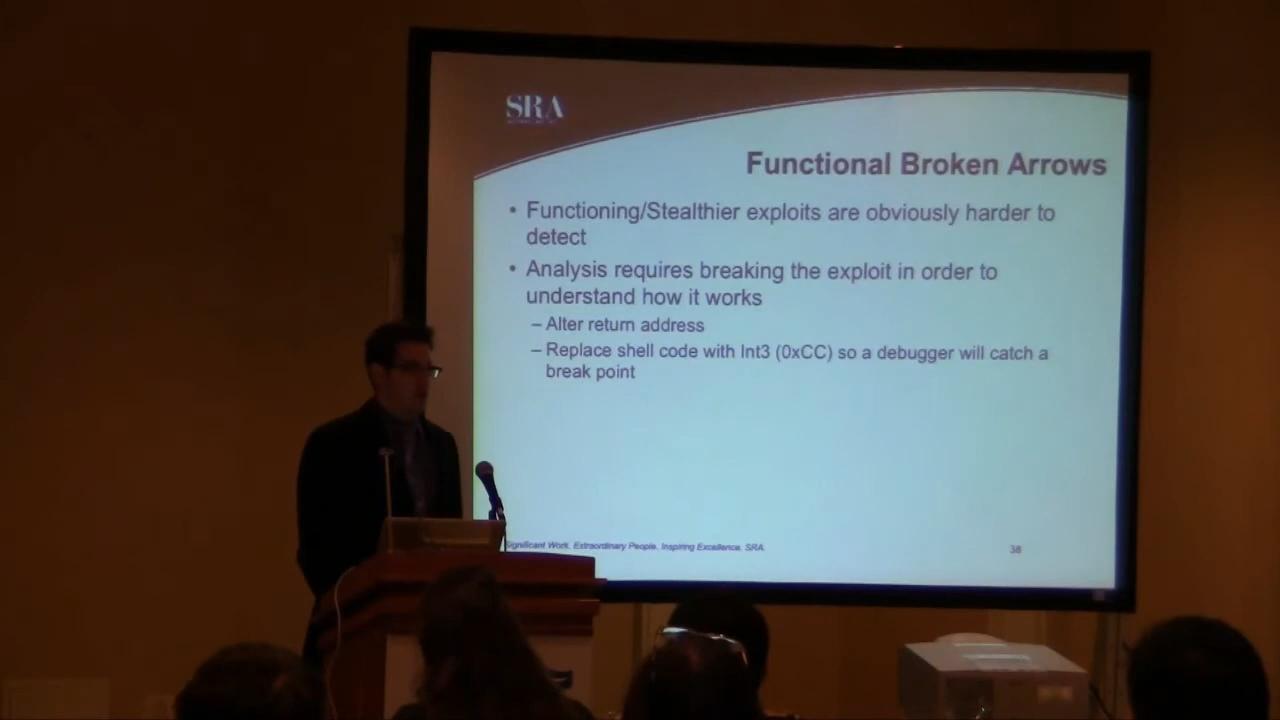 SRA
Functional Broken Arrows
• Functioning/Stealthier exploits are obviously harder to
detect
• Analysis requires breaking the exploit in order to
understand how it works
– Alter return address
– Replace shell code with Int3 (0xCC) so a debugger will catch a
break point
Significant Work. Extraordinary People. Inspiring Excellence. SRA.
38